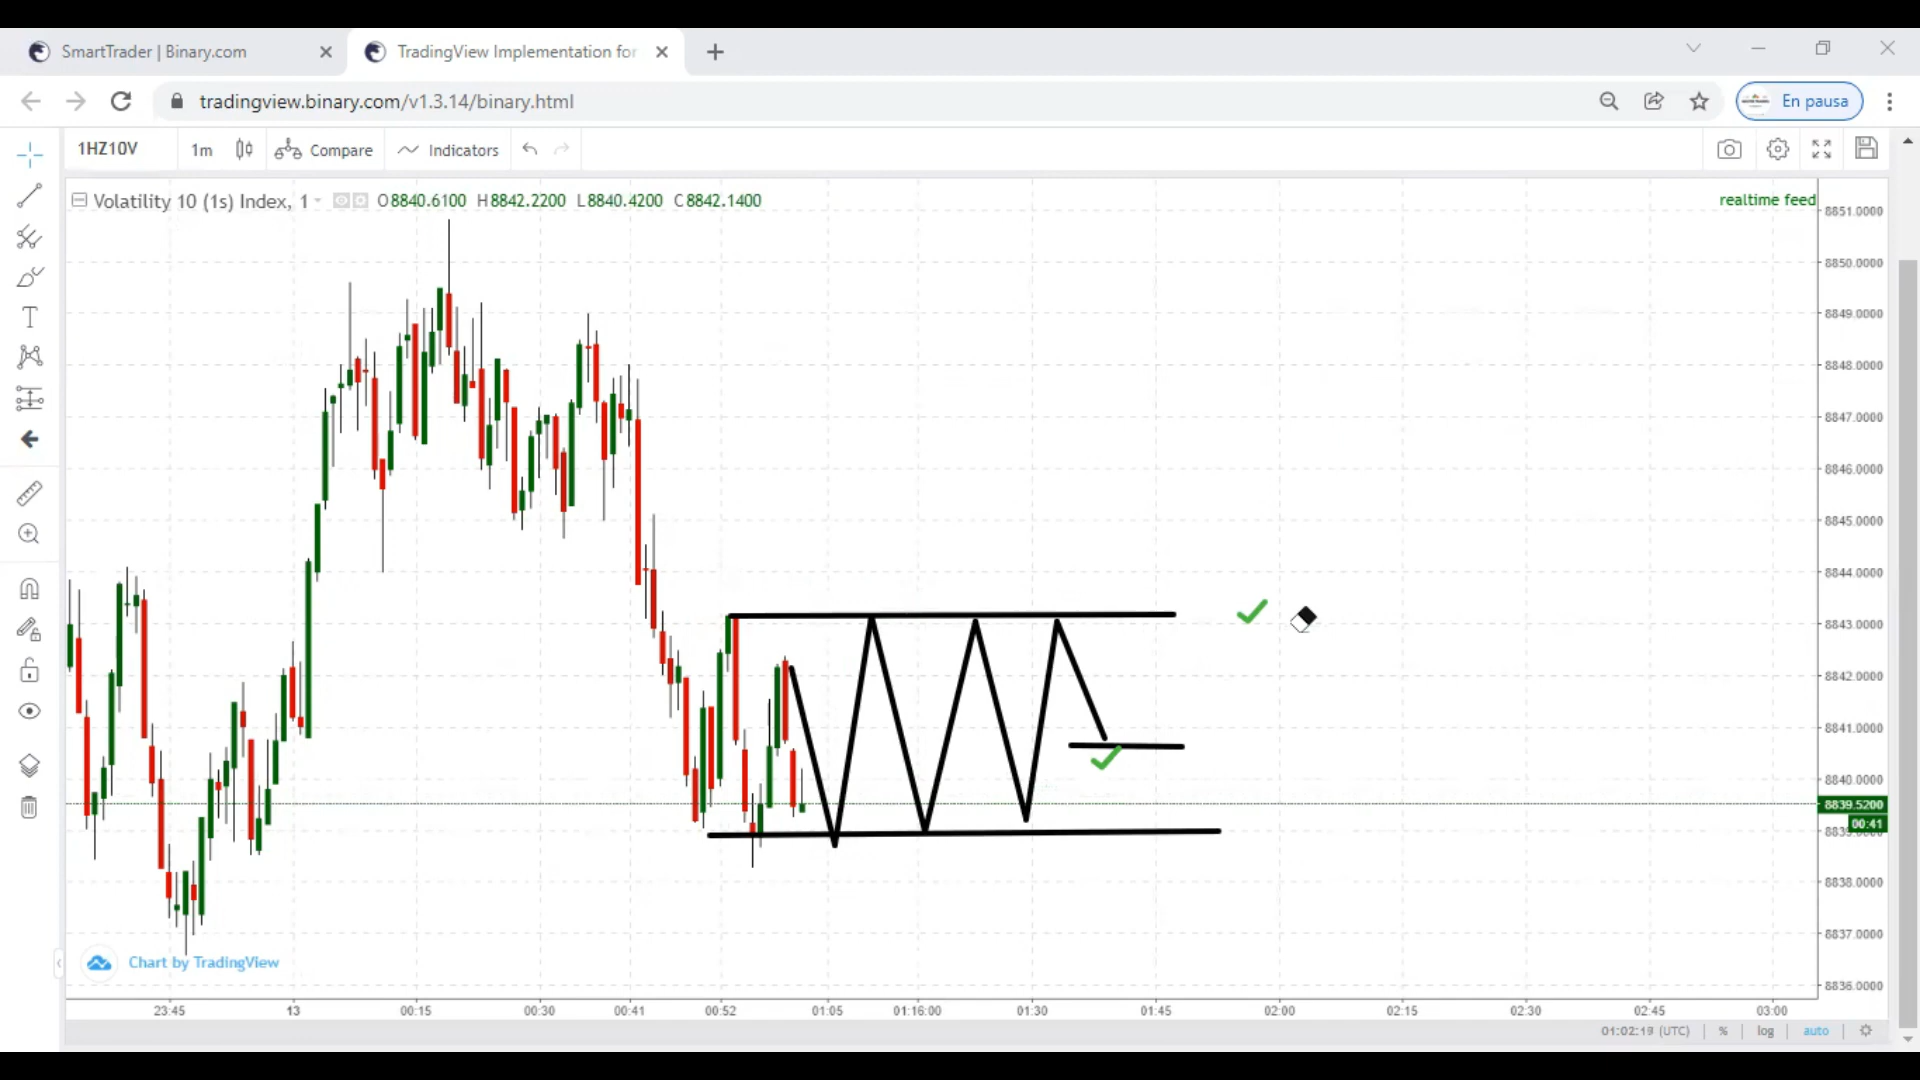 SmartTrader | Binary.com
TradingView Implementation for
tradingview.binary.com/v1.3.14/binary.html
En pausa
1HZ10V
1m
Compare
Indicators
Volatility 10 (1s) Index, 1
O8840.6100 H8842.2200 L8840.4200 C8842.1400
realtime feed
8851.0000
8850.0000
8849.0000
8848.0000
8847.0000
8846.0000
8845.0000
8844.0000
8843.0000
8842.0000
8841.0000
8840.0000
8839.5200
00:41
8838.0000
8837.0000
8836.0000
Chart by TradingView
23:45 13 00:15 00:30 00:41 00:52 01:05 01:16:00 01:30 01:45 02:00 02:15 02:30 02:45 03:00
01:02:19 (UTC) % log auto